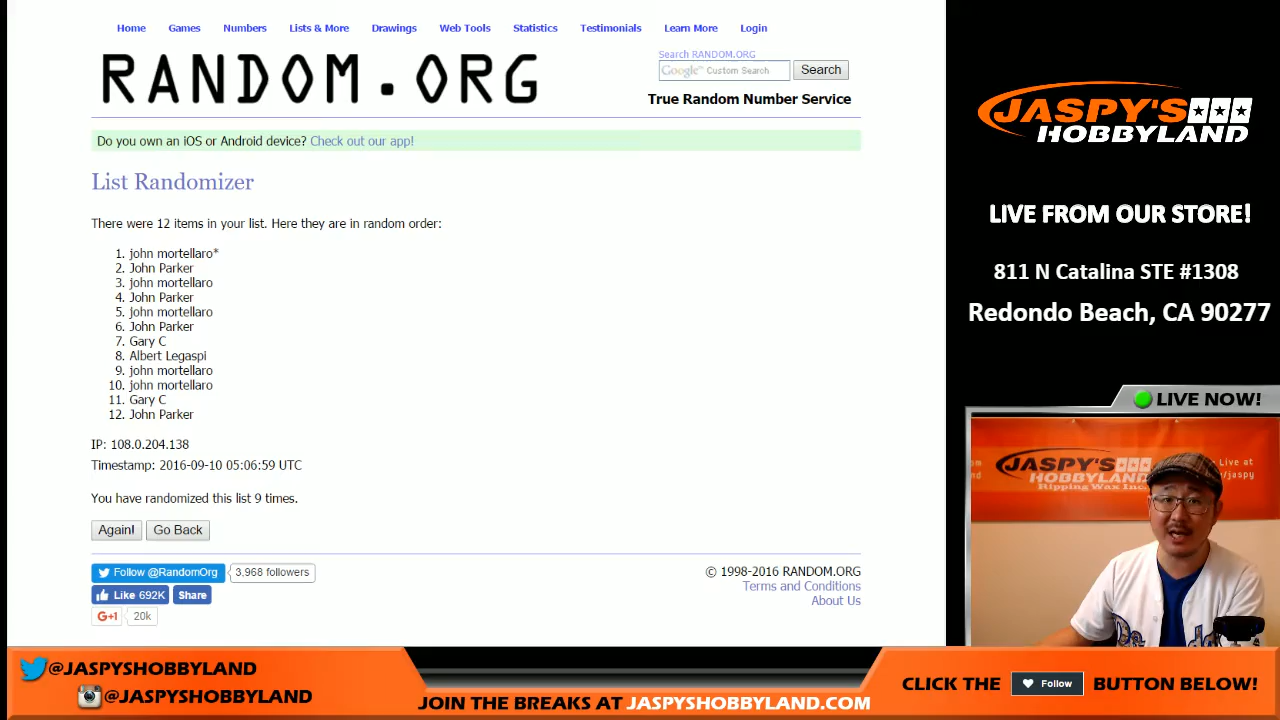 Home Games Numbers Lists & More Drawings Web Tools Statistics Testimonials Learn More Login
RANDOM.ORG
Search RANDOM.ORG
Google™ Custom Search Search
True Random Number Service
Do you own an iOS or Android device? Check out our app!
List Randomizer
There were 12 items in your list. Here they are in random order:
1. john mortellaro*
2. John Parker
3. john mortellaro
4. John Parker
5. john mortellaro
6. John Parker
7. Gary C
8. Albert Legaspi
9. john mortellaro
10. john mortellaro
11. Gary C
12. John Parker
IP: 108.0.204.138
Timestamp: 2016-09-10 05:06:59 UTC
You have randomized this list 9 times.
Again! Go Back
Follow @RandomOrg 3,968 followers
Like 692K Share
G+1 20k
© 1998-2016 RANDOM.ORG
Terms and Conditions
About Us
JASPY'S
HOBBYLAND
LIVE FROM OUR STORE!
811 N Catalina STE #1308
Redondo Beach, CA 90277
LIVE NOW!
JASPY'S
HOBBYLAND
Ripping Wax Inc.
Live at
/jaspy
@JASPYSHOBBYLAND
@JASPYSHOBBYLAND
JOIN THE BREAKS AT JASPYSHOBBYLAND.COM
CLICK THE Follow BUTTON BELOW!